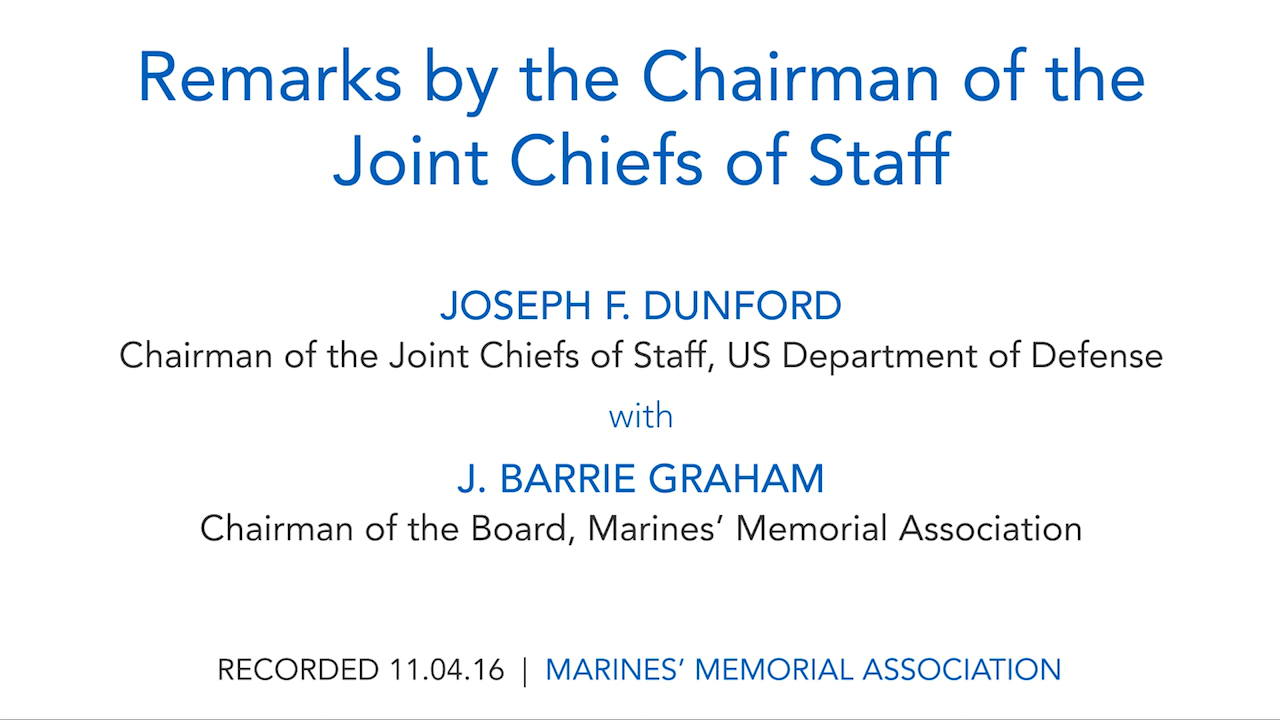 Remarks by the Chairman of the
Joint Chiefs of Staff
JOSEPH F. DUNFORD
Chairman of the Joint Chiefs of Staff, US Department of Defense
with
J. BARRIE GRAHAM
Chairman of the Board, Marines’ Memorial Association
RECORDED 11.04.16 | MARINES’ MEMORIAL ASSOCIATION